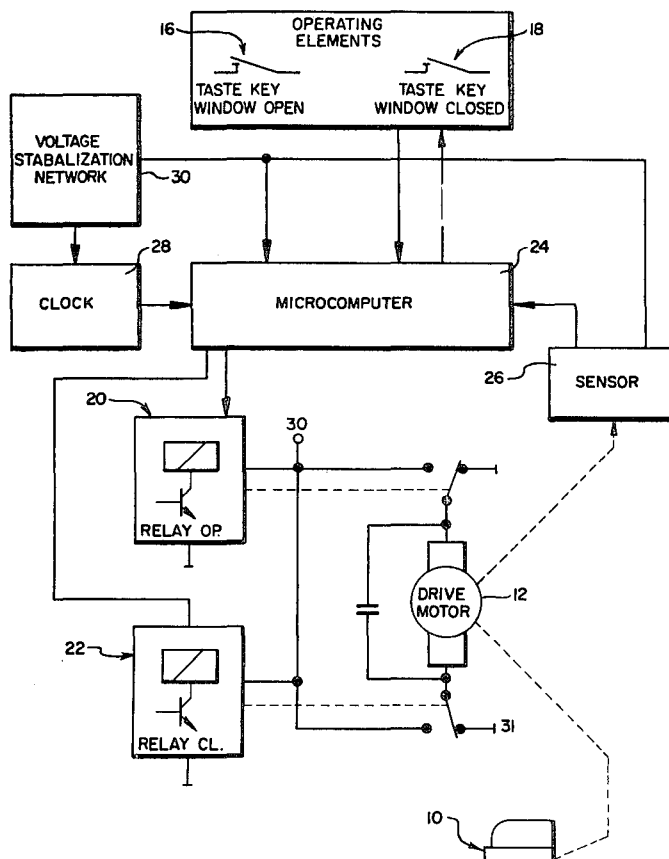 16
OPERATING
ELEMENTS
18
TASTE KEY
WINDOW OPEN
TASTE KEY
WINDOW CLOSED
VOLTAGE
STABALIZATION
NETWORK
30
28
CLOCK
24
MICROCOMPUTER
26
SENSOR
20
RELAY OP.
30
DRIVE
MOTOR
12
22
RELAY CL.
31
10